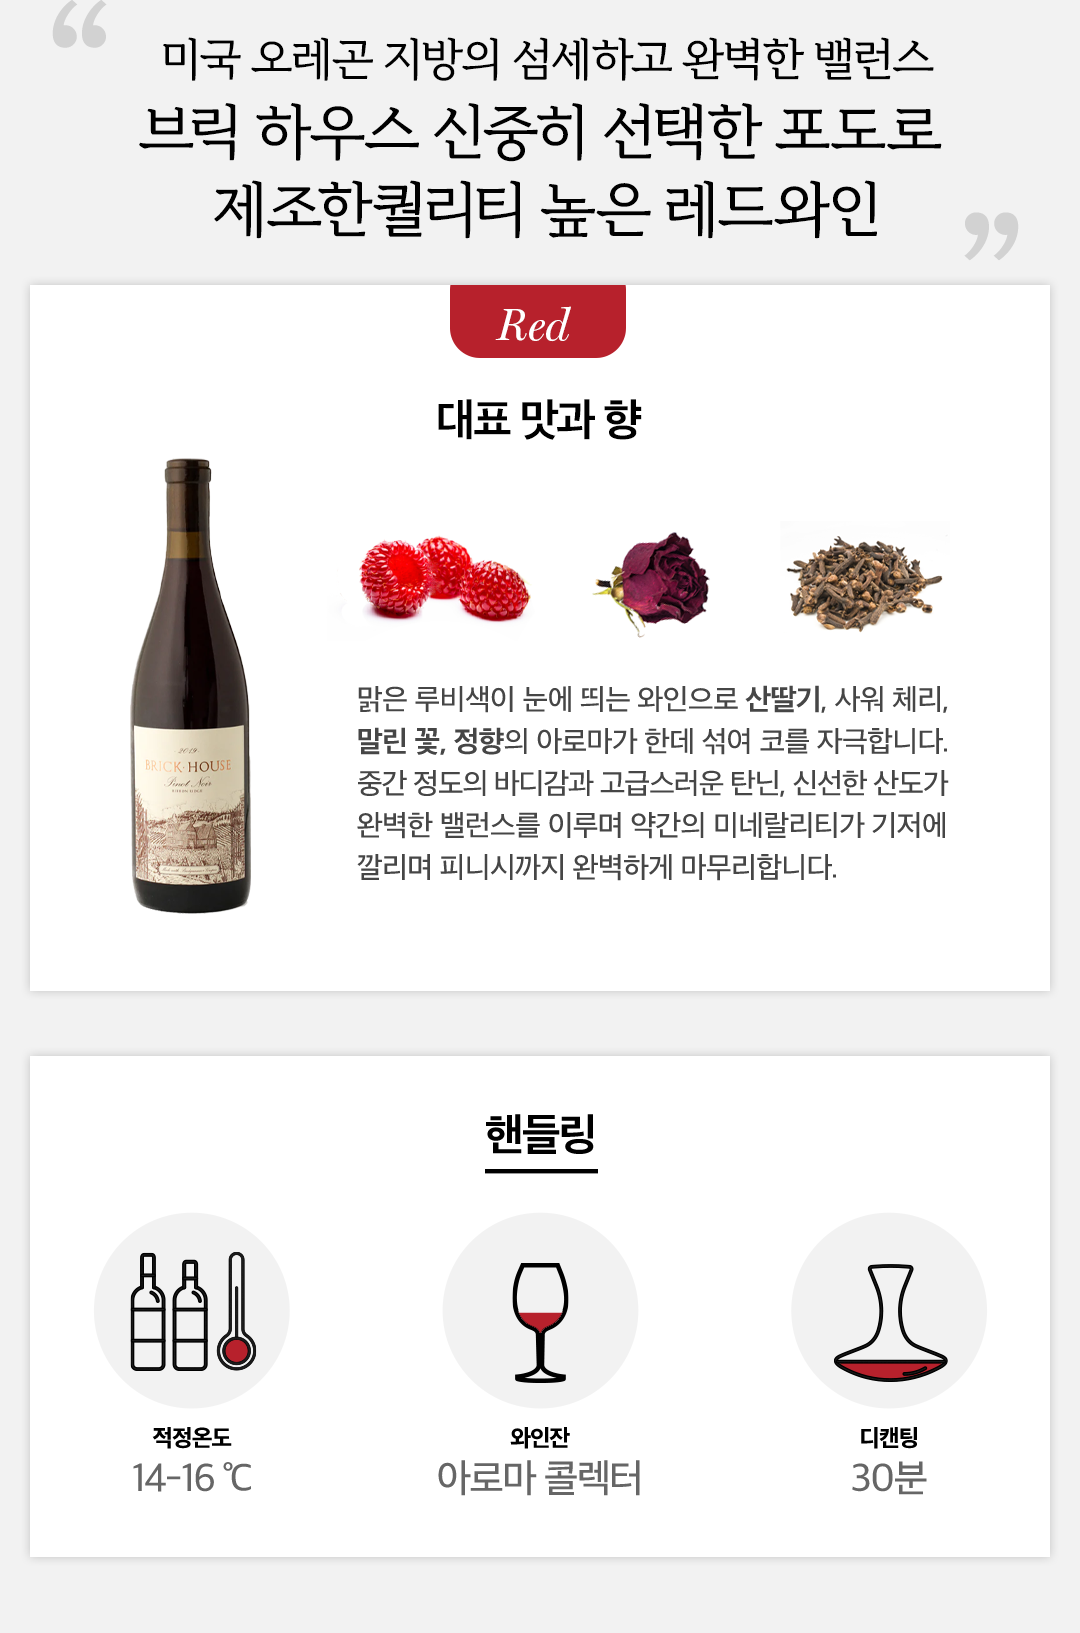 “
미국 오레곤 지방의 섬세하고 완벽한 밸런스
브릭 하우스 신중히 선택한 포도로
제조한퀄리티 높은 레드와인
”
Red
대표 맛과 향
2019
BRICK HOUSE
Pinot Noir
맑은 루비색이 눈에 띄는 와인으로 산딸기, 사워 체리,
말린 꽃, 정향의 아로마가 한데 섞여 코를 자극합니다.
중간 정도의 바디감과 고급스러운 탄닌, 신선한 산도가
완벽한 밸런스를 이루며 약간의 미네랄리티가 기저에
깔리며 피니시까지 완벽하게 마무리합니다.
핸들링
적정온도
14-16 ℃
와인잔
아로마 콜렉터
디캔팅
30분